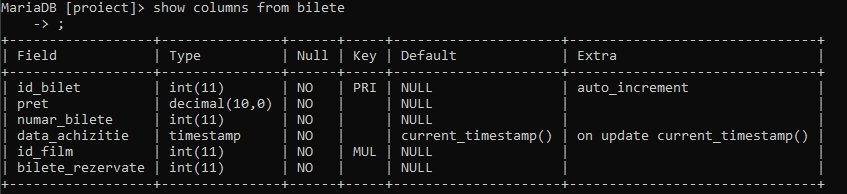 MariaDB [proiect]> show columns from bilete
    -> ;
+------------------+---------------+------+-----+---------------------+-------------------------------+
| Field            | Type          | Null | Key | Default             | Extra                         |
+------------------+---------------+------+-----+---------------------+-------------------------------+
| id_bilet         | int(11)       | NO   | PRI | NULL                | auto_increment                |
| pret             | decimal(10,0) | NO   |     | NULL                |                               |
| numar_bilete     | int(11)       | NO   |     | NULL                |                               |
| data_achizitie   | timestamp     | NO   |     | current_timestamp() | on update current_timestamp() |
| id_film          | int(11)       | NO   | MUL | NULL                |                               |
| bilete_rezervate | int(11)       | NO   |     | NULL                |                               |
+------------------+---------------+------+-----+---------------------+-------------------------------+